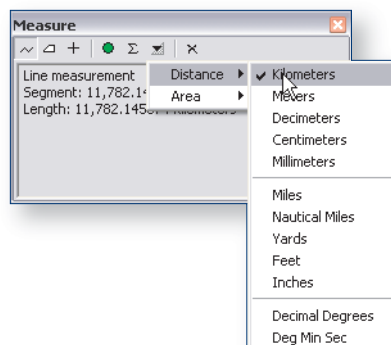 Measure
Line measurement
Segment: 11,782.14
Length: 11,782.145
Distance
Area
Kilometers
Meters
Decimeters
Centimeters
Millimeters
Miles
Nautical Miles
Yards
Feet
Inches
Decimal Degrees
Deg Min Sec